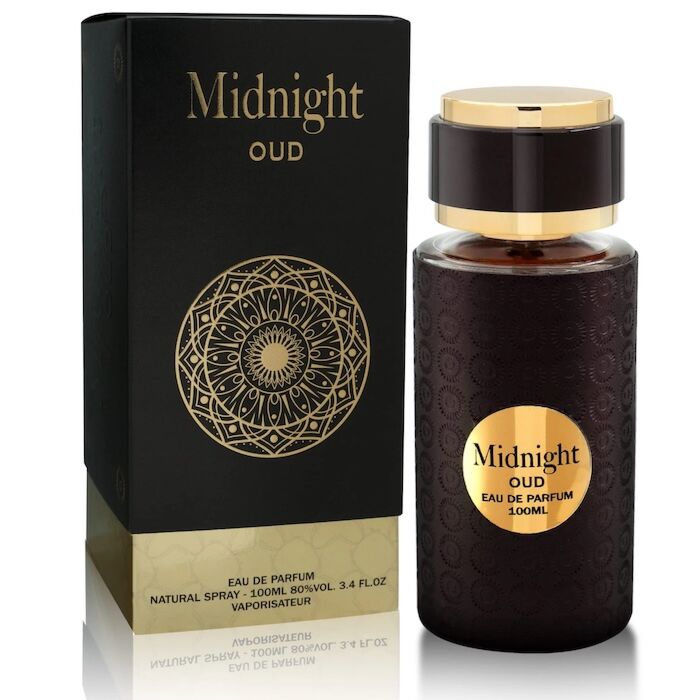 Midnight
OUD
EAU DE PARFUM
NATURAL SPRAY - 100ML 80%VOL. 3.4 FL.OZ
VAPORISATEUR
Midnight
OUD
EAU DE PARFUM
100ML